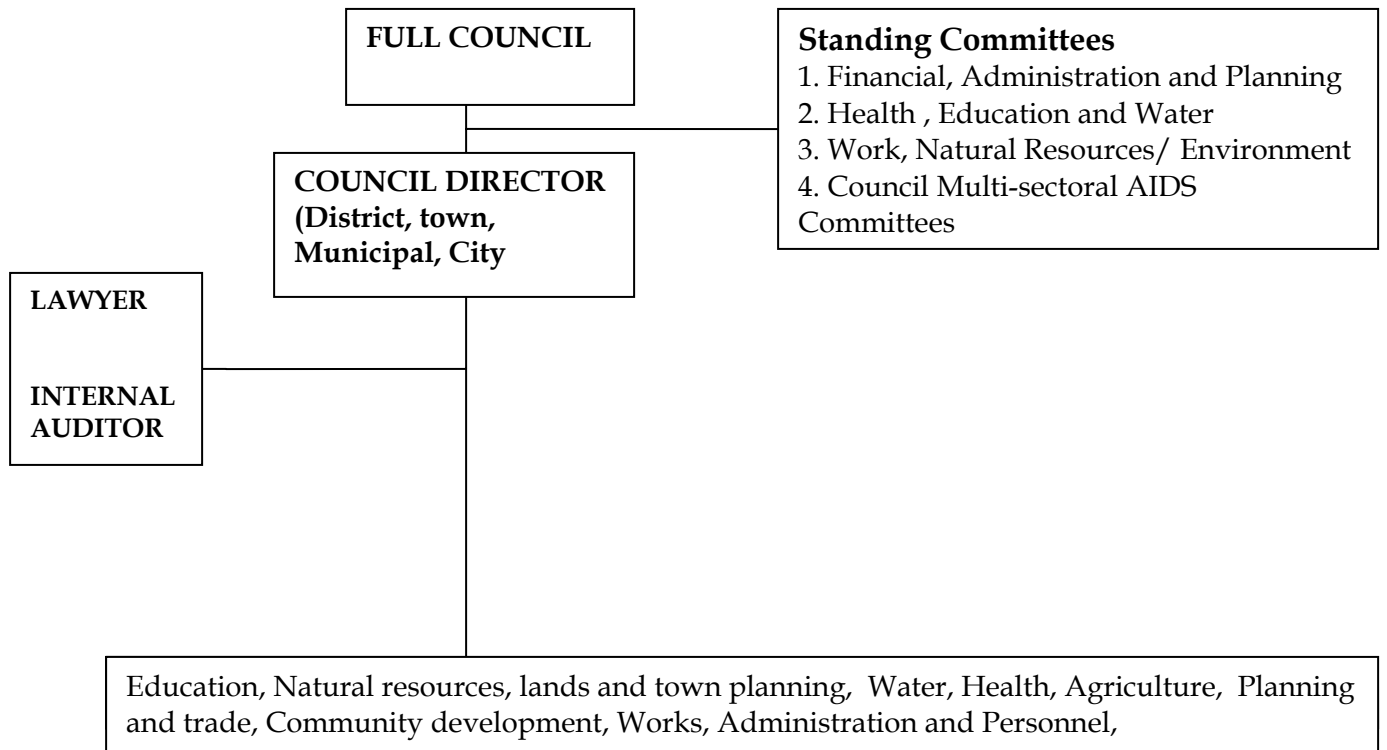 FULL COUNCIL
Standing Committees
1. Financial, Administration and Planning
2. Health , Education and Water
3. Work, Natural Resources/ Environment
4. Council Multi-sectoral AIDS
Committees
COUNCIL DIRECTOR
(District, town,
Municipal, City
LAWYER
INTERNAL
AUDITOR
Education, Natural resources, lands and town planning, Water, Health, Agriculture, Planning
and trade, Community development, Works, Administration and Personnel,